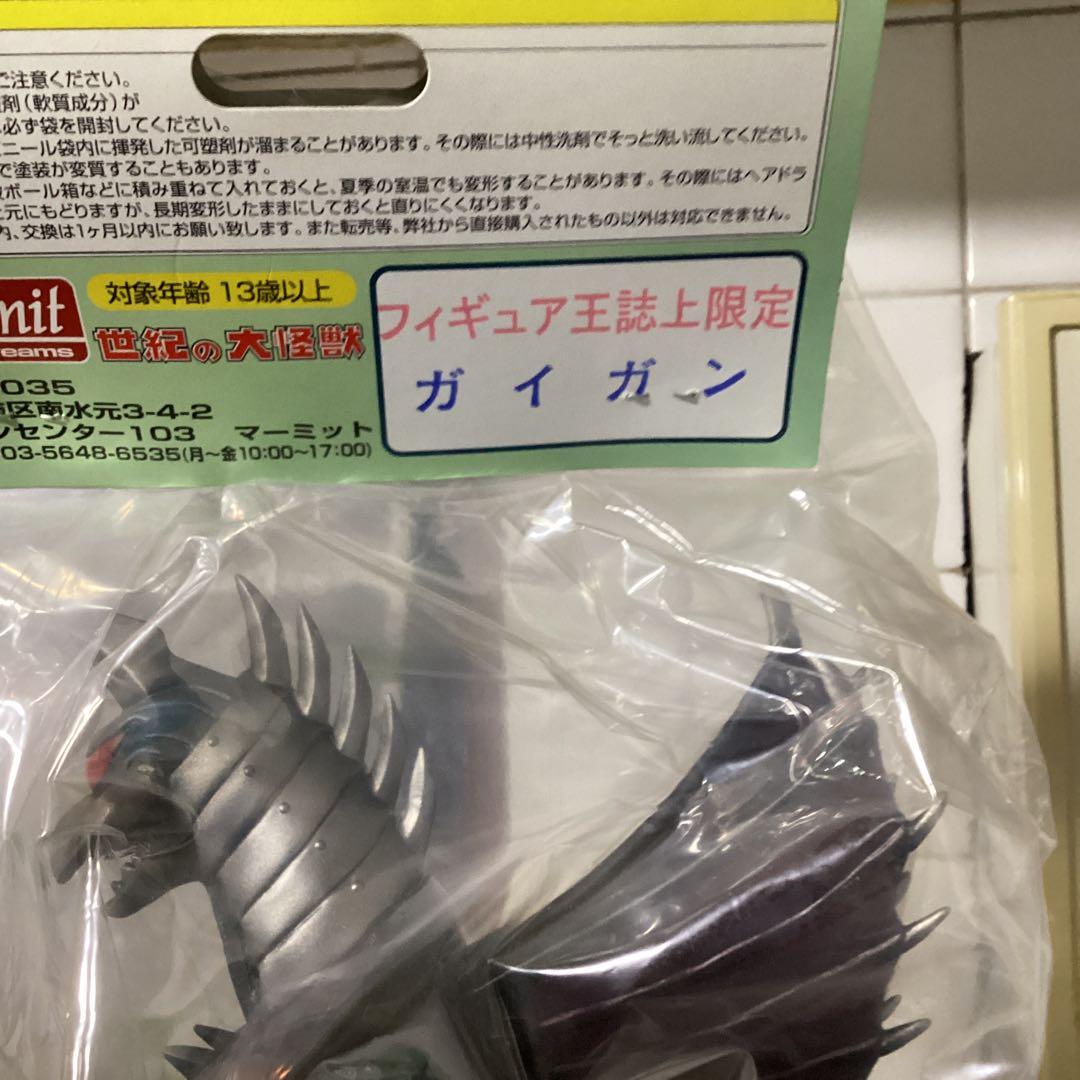 ご注意ください。
剤(軟質成分)が
必ず袋を開封してください。
ニール袋内に揮発した可塑剤が溜まることがあります。その際には中性洗剤でそっと洗い流してください。
で塗装が変質することもあります。
ボール箱などに積み重ねて入れておくと、夏季の室温でも変形することがあります。その際にはヘアドラ
元にもどりますが、長期変形したままにしておくと直りにくくなります。
内、交換は1ヶ月以内にお願い致します。また転売等、弊社から直接購入されたもの以外は対応できません。
mit
reams
対象年齢 13歳以上
世紀の大怪獣
035
区南水元3-4-2
ンセンター103 マーミット
03-5648-6535(月〜金10:00〜17:00)
フィギュア王誌上限定
ガイガン